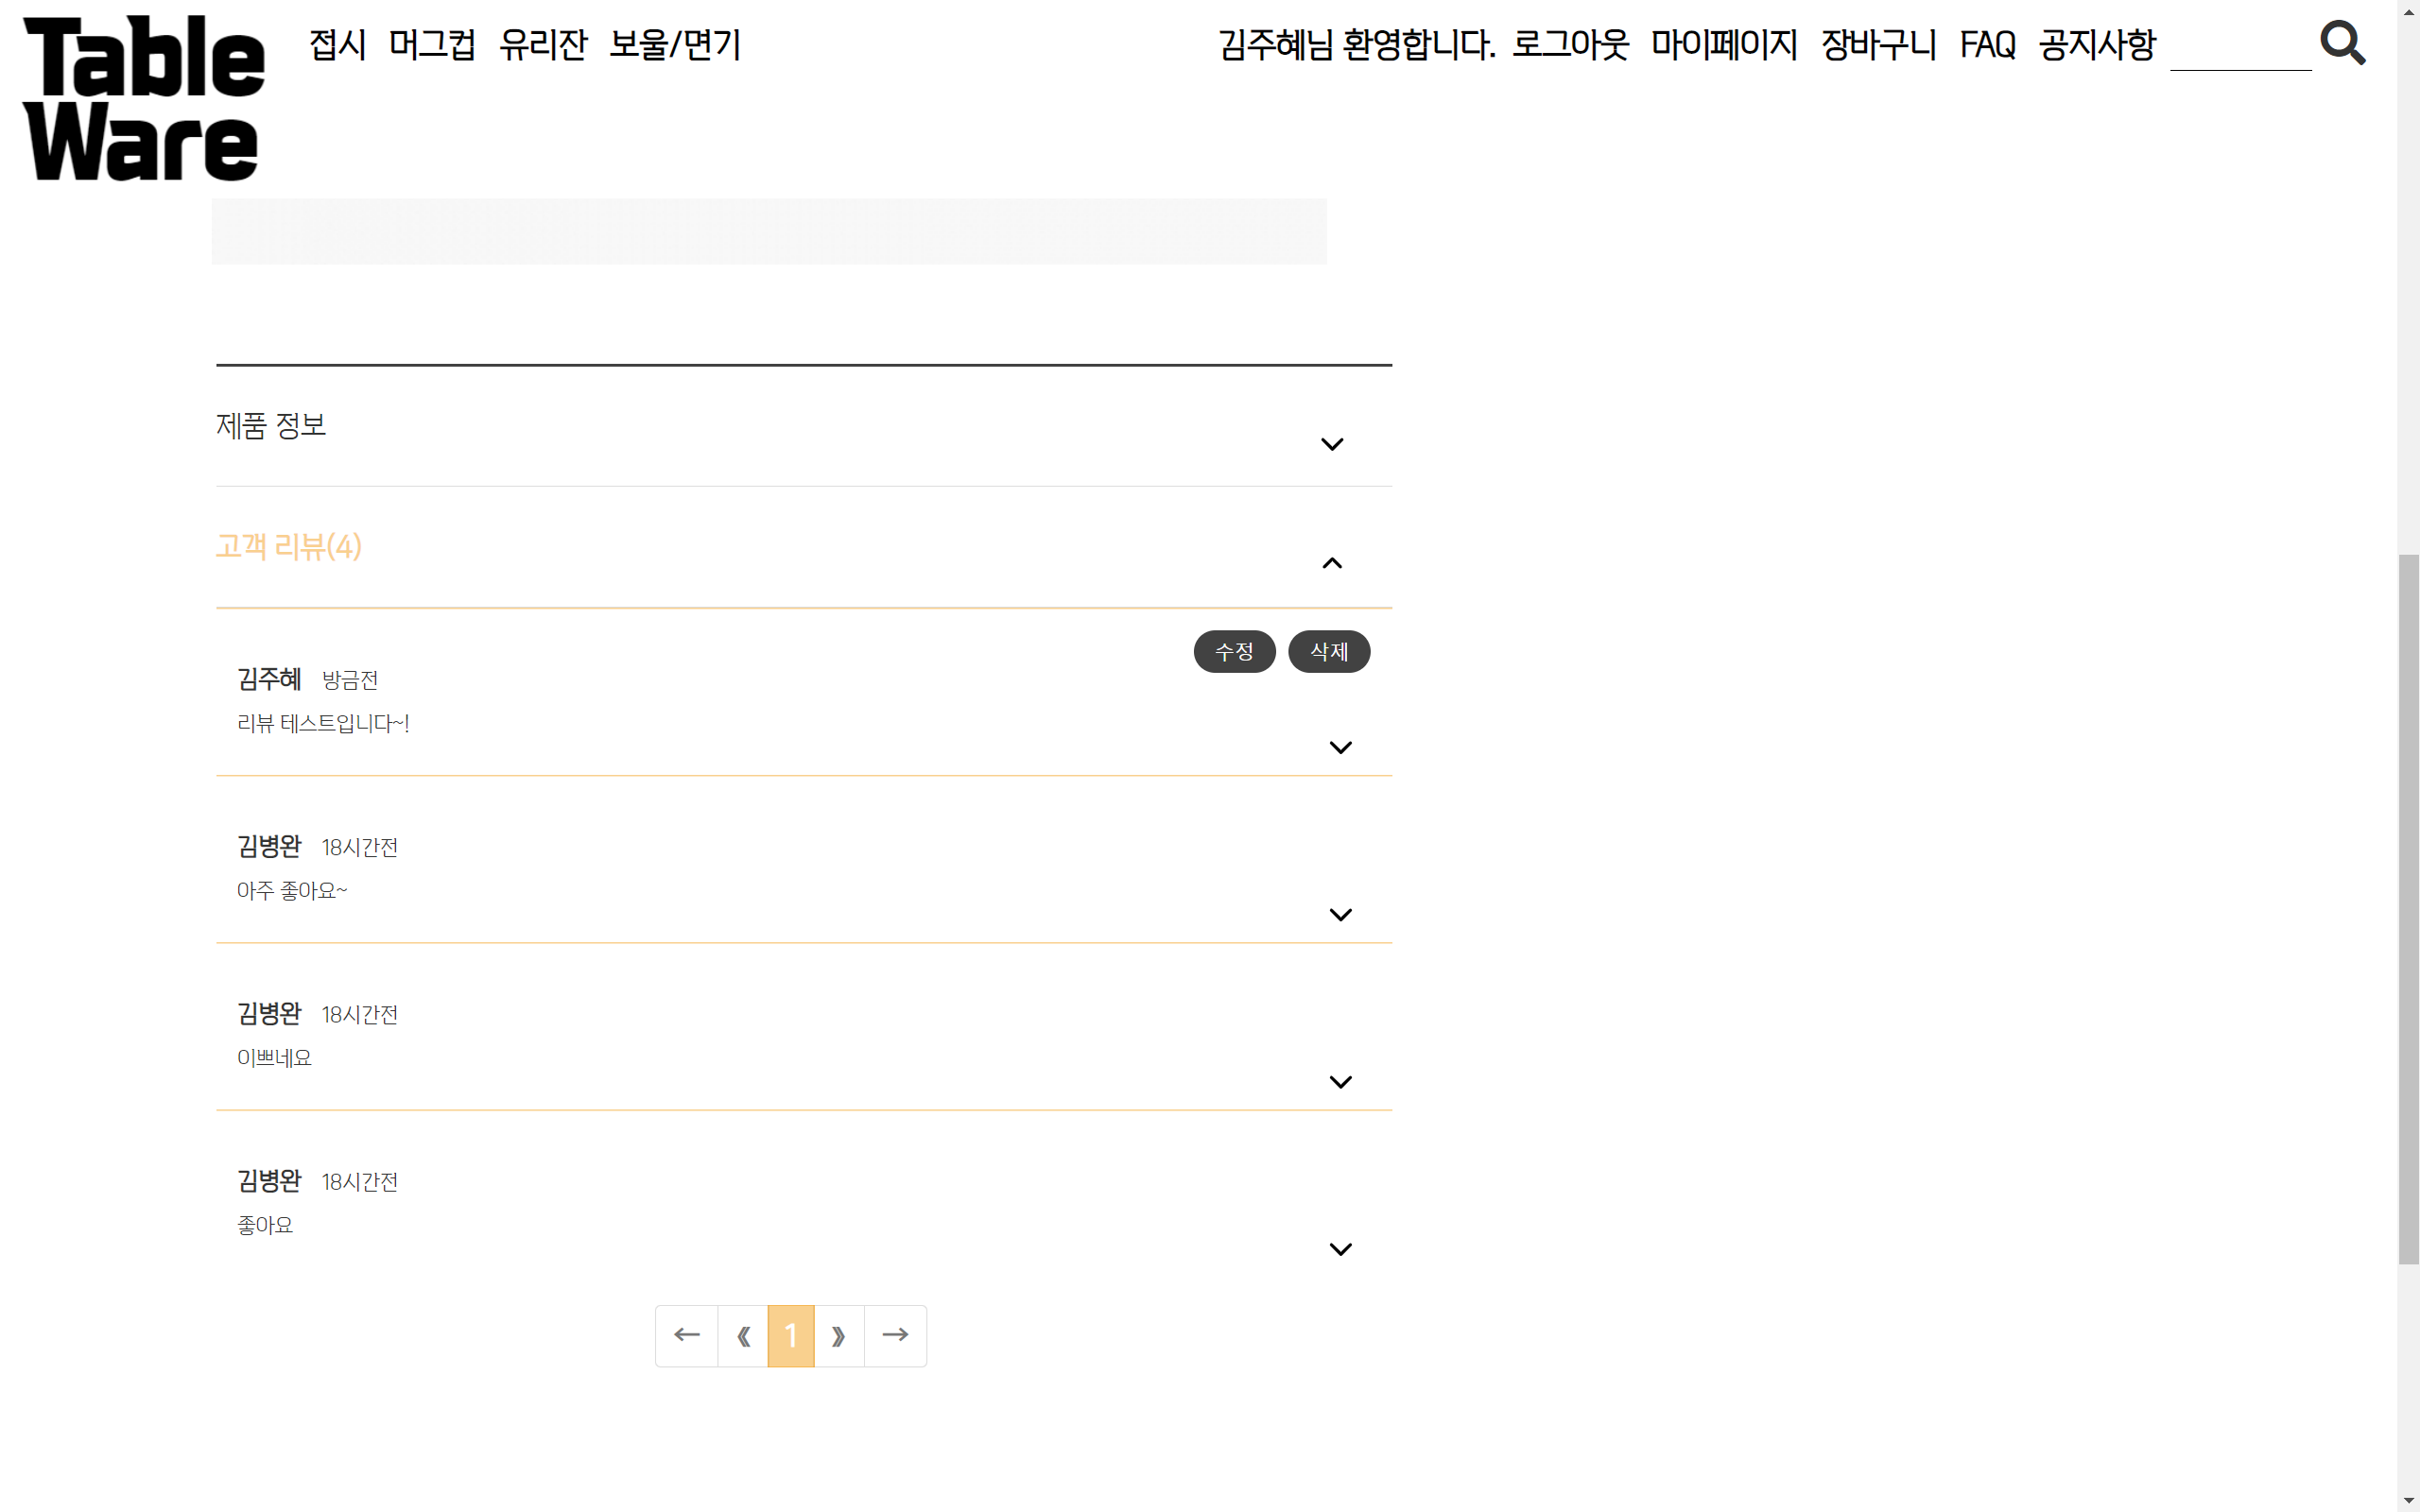 Table
Ware
접시 머그컵 유리잔 보울/면기
김주혜님 환영합니다. 로그아웃 마이페이지 장바구니 FAQ 공지사항
제품 정보
고객 리뷰(4)
수정 삭제
김주혜 방금전
리뷰 테스트입니다~!
김병완 18시간전
아주 좋아요~
김병완 18시간전
이쁘네요
김병완 18시간전
좋아요
← 《 1 》 →